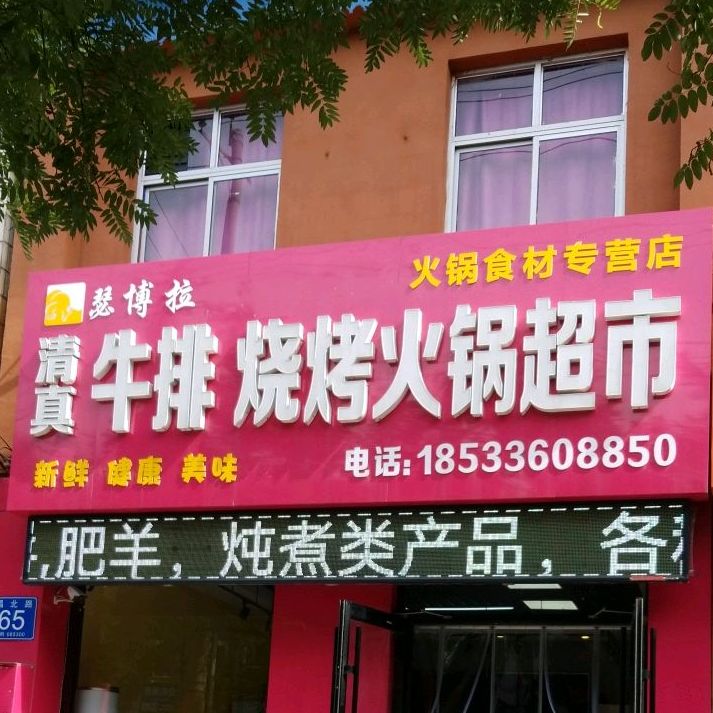 瑟博拉
火锅食材专营店
清真
牛排 烧烤火锅超市
新鲜 健康 美味
电话:18533608850
,肥羊，炖煮类产品，各
北路
65